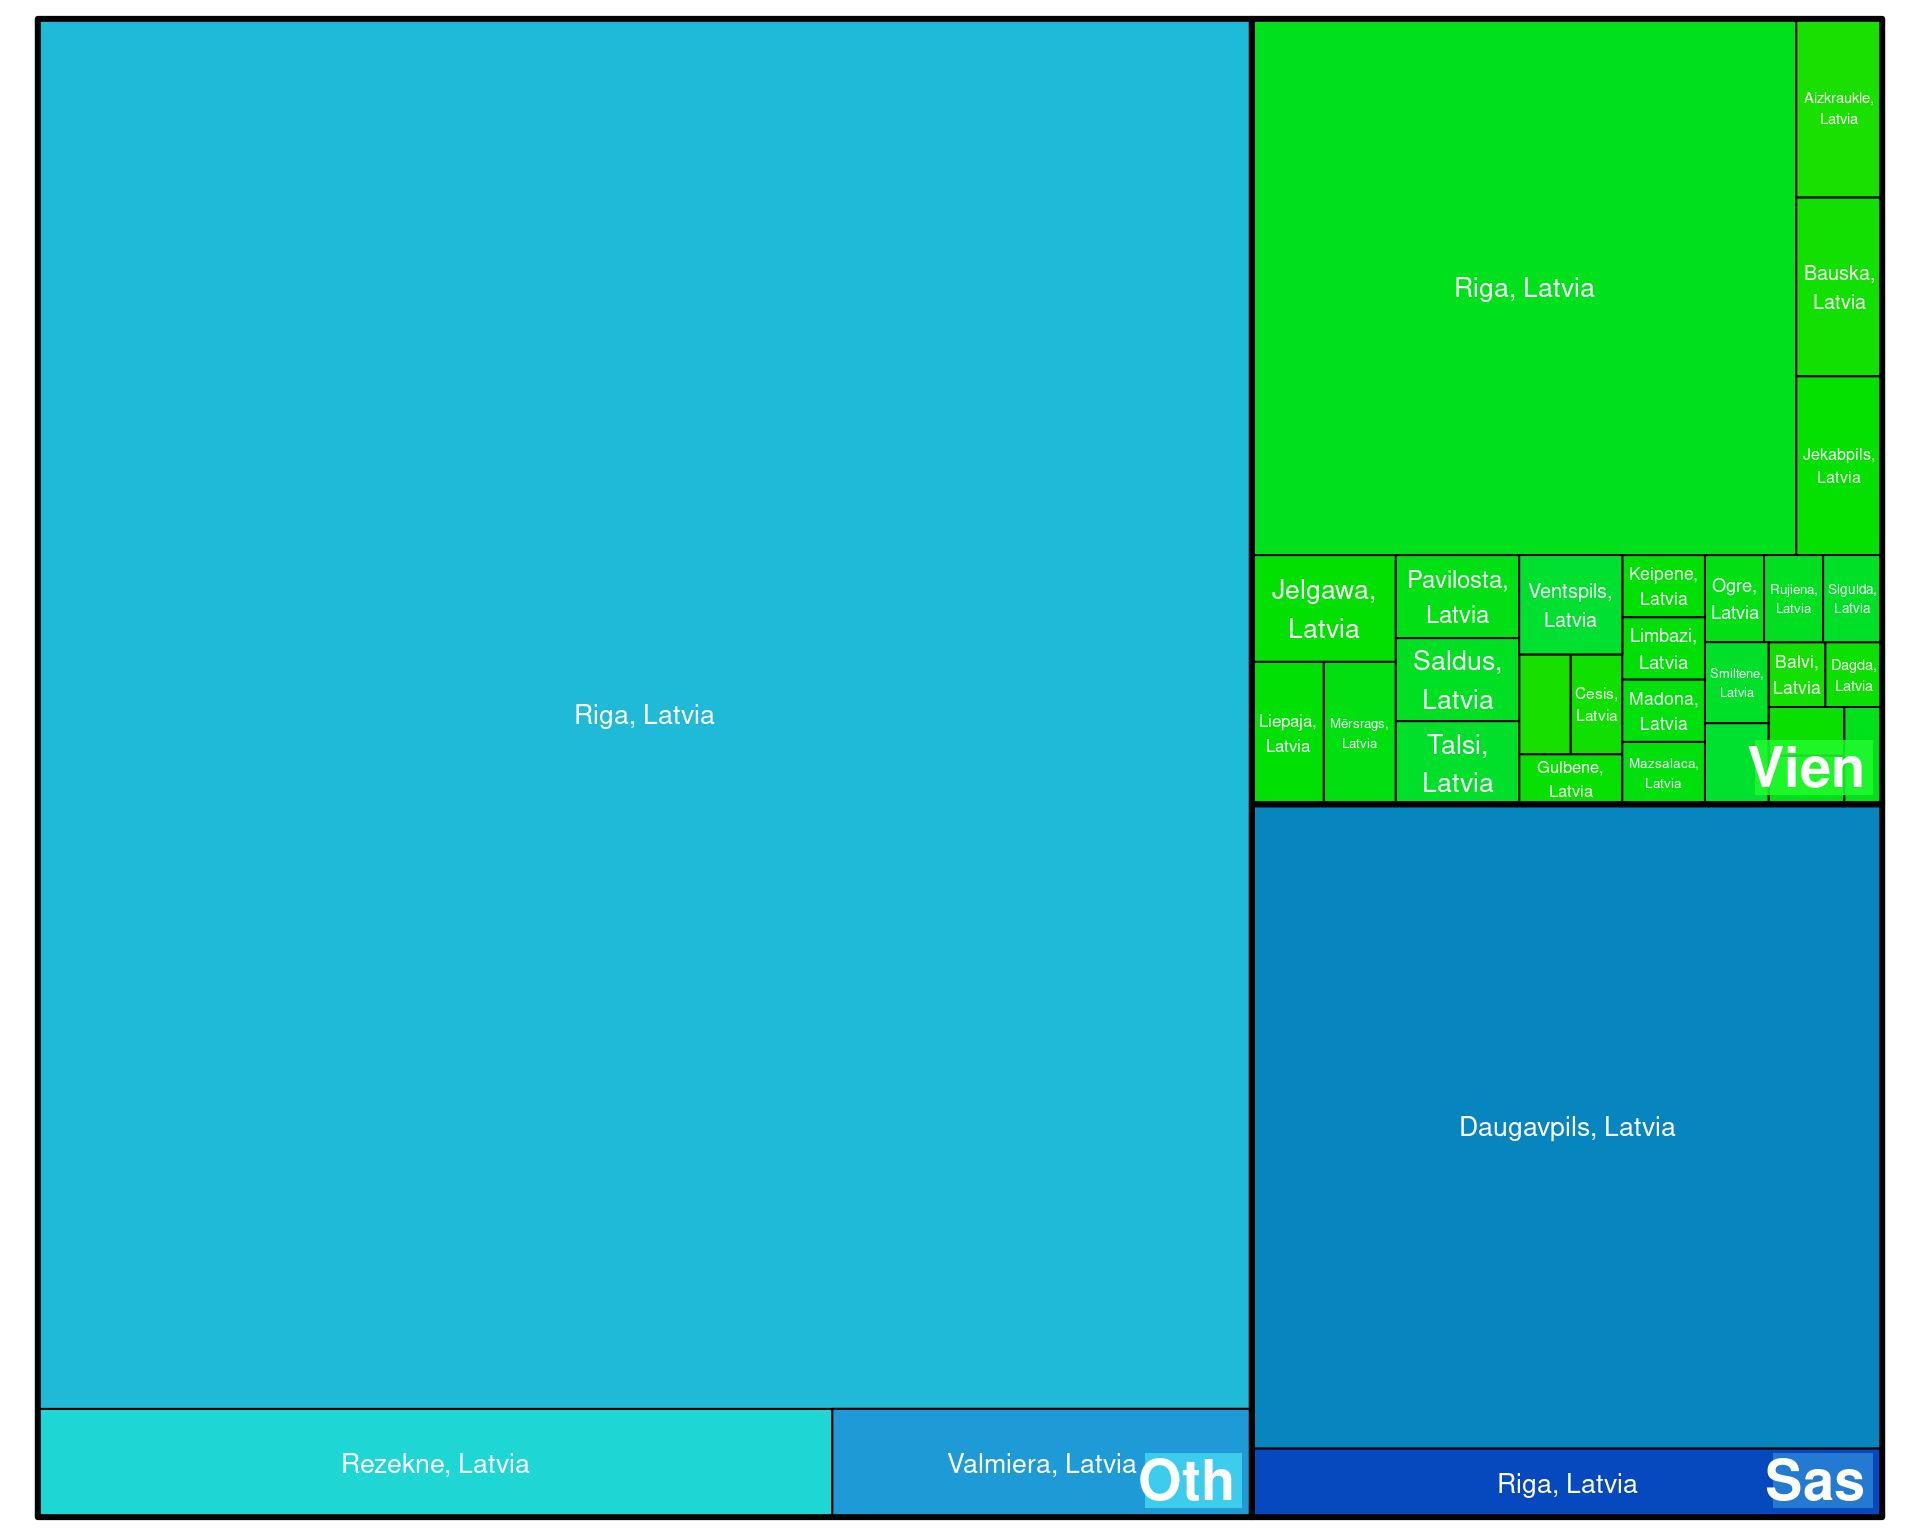 Riga, Latvia
Rezekne, Latvia
Valmiera, Latvia
Oth
Riga, Latvia
Aizkraukle,
Latvia
Bauska,
Latvia
Jekabpils,
Latvia
Jelgawa,
Latvia
Liepaja,
Latvia
Mērsrags,
Latvia
Pavilosta,
Latvia
Saldus,
Latvia
Talsi,
Latvia
Ventspils,
Latvia
Cesis,
Latvia
Gulbene,
Latvia
Keipene,
Latvia
Limbazi,
Latvia
Madona,
Latvia
Mazsalaca,
Latvia
Ogre,
Latvia
Rujiena,
Latvia
Sigulda,
Latvia
Smiltene,
Latvia
Balvi,
Latvia
Dagda,
Latvia
Vien
Daugavpils, Latvia
Riga, Latvia
Sas